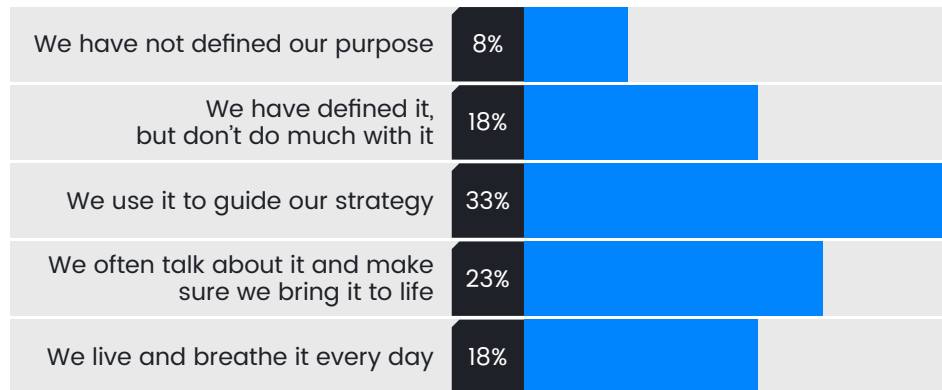 We have not defined our purpose 8%
We have defined it,
but don’t do much with it 18%
We use it to guide our strategy 33%
We often talk about it and make
sure we bring it to life 23%
We live and breathe it every day 18%